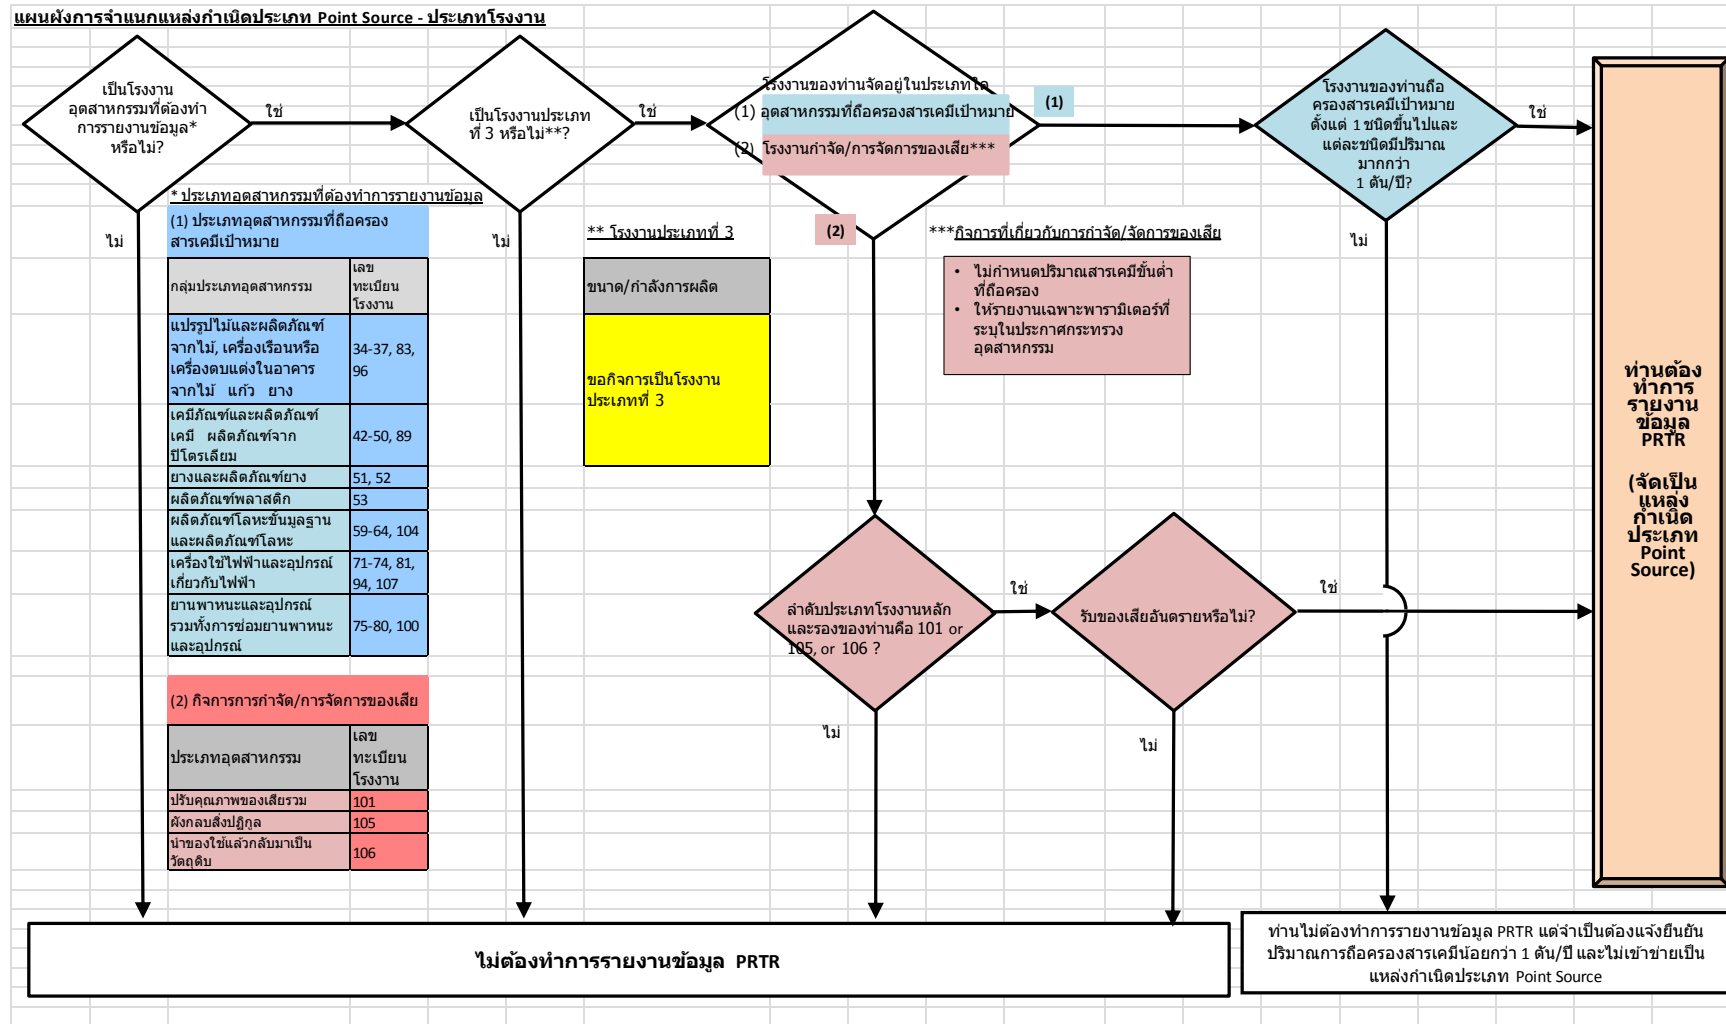 แผนผังการจำแนกแหล่งกำเนิดประเภท Point Source - ประเภทโรงงาน
เป็นโรงงาน
อุตสาหกรรมที่ต้องทำ
การรายงานข้อมูล*
หรือไม่?
ใช่
ไม่
เป็นโรงงานประเภท
ที่ 3 หรือไม่**?
ใช่
ไม่
โรงงานของท่านจัดอยู่ในประเภทใด
(1) อุตสาหกรรมที่ถือครองสารเคมีเป้าหมาย
(2) โรงงานกำจัด/การจัดการของเสีย***
(1)
(2)
โรงงานของท่านถือ
ครองสารเคมีเป้าหมาย
ตั้งแต่ 1 ชนิดขึ้นไปและ
แต่ละชนิดมีปริมาณ
มากกว่า
1 ตัน/ปี?
ใช่
ไม่
* ประเภทอุตสาหกรรมที่ต้องทำการรายงานข้อมูล
(1) ประเภทอุตสาหกรรมที่ถือครอง
สารเคมีเป้าหมาย
กลุ่มประเภทอุตสาหกรรม
เลข
ทะเบียน
โรงงาน
แปรรูปไม้และผลิตภัณฑ์
จากไม้, เครื่องเรือนหรือ
เครื่องตบแต่งในอาคาร
จากไม้ แก้ว ยาง
34-37, 83,
96
เคมีภัณฑ์และผลิตภัณฑ์
เคมี ผลิตภัณฑ์จาก
ปิโตรเลียม
42-50, 89
ยางและผลิตภัณฑ์ยาง
51, 52
ผลิตภัณฑ์พลาสติก
53
ผลิตภัณฑ์โลหะขั้นมูลฐาน
และผลิตภัณฑ์โลหะ
59-64, 104
เครื่องใช้ไฟฟ้าและอุปกรณ์
เกี่ยวกับไฟฟ้า
71-74, 81,
94, 107
ยานพาหนะและอุปกรณ์
รวมทั้งการซ่อมยานพาหนะ
และอุปกรณ์
75-80, 100
(2) กิจการการกำจัด/การจัดการของเสีย
ประเภทอุตสาหกรรม
เลข
ทะเบียน
โรงงาน
ปรับคุณภาพของเสียรวม
101
ฝังกลบสิ่งปฏิกูล
105
นำของใช้แล้วกลับมาเป็น
วัตถุดิบ
106
** โรงงานประเภทที่ 3
ขนาด/กำลังการผลิต
ขอกิจการเป็นโรงงาน
ประเภทที่ 3
***กิจการที่เกี่ยวกับการกำจัด/จัดการของเสีย
• ไม่กำหนดปริมาณสารเคมีขั้นต่ำ
ที่ถือครอง
• ให้รายงานเฉพาะพารามิเตอร์ที่
ระบุในประกาศกระทรวง
อุตสาหกรรม
ลำดับประเภทโรงงานหลัก
และรองของท่านคือ 101 or
105, or 106 ?
ใช่
ไม่
รับของเสียอันตรายหรือไม่?
ใช่
ไม่
ท่านต้อง
ทำการ
รายงาน
ข้อมูล
PRTR
(จัดเป็น
แหล่ง
กำเนิด
ประเภท
Point
Source)
ไม่ต้องทำการรายงานข้อมูล PRTR
ท่านไม่ต้องทำการรายงานข้อมูล PRTR แต่จำเป็นต้องแจ้งยืนยัน
ปริมาณการถือครองสารเคมีน้อยกว่า 1 ตัน/ปี และไม่เข้าข่ายเป็น
แหล่งกำเนิดประเภท Point Source